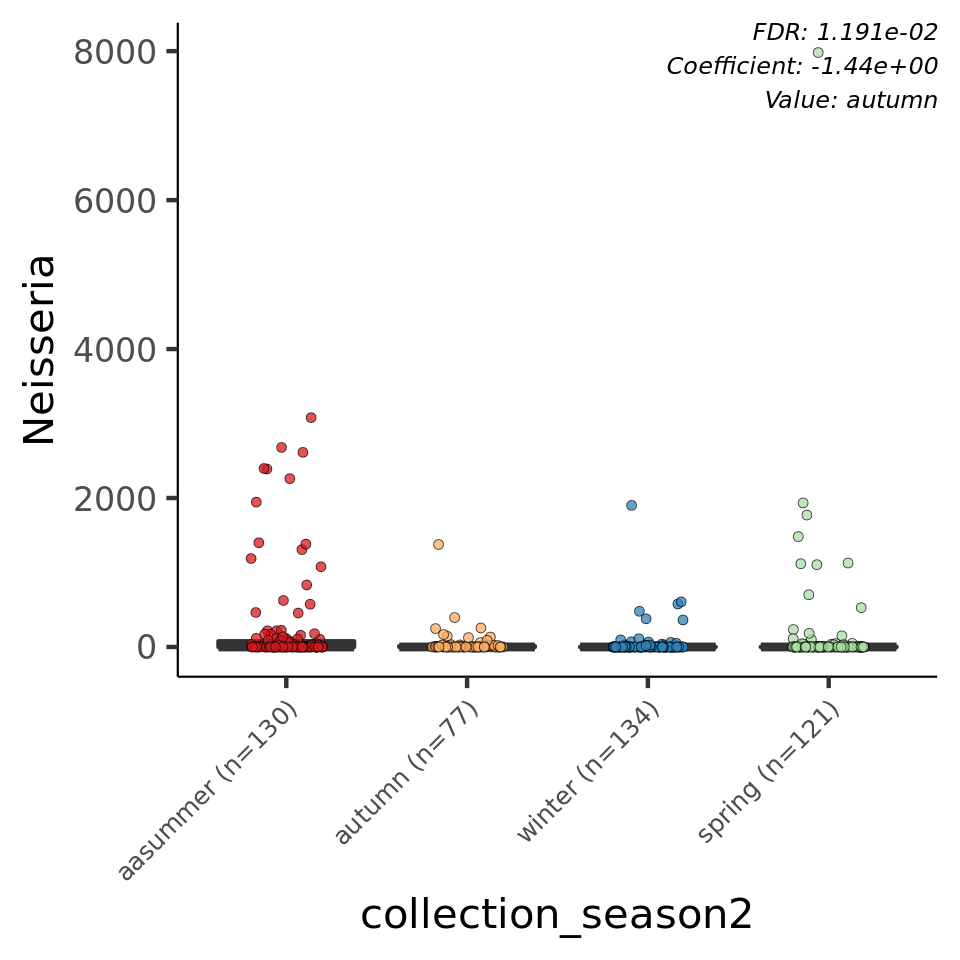 FDR: 1.191e-02
Coefficient: -1.44e+00
Value: autumn
8000
6000
4000
2000
0
Neisseria
aasummer (n=130)
autumn (n=77)
winter (n=134)
spring (n=121)
collection_season2